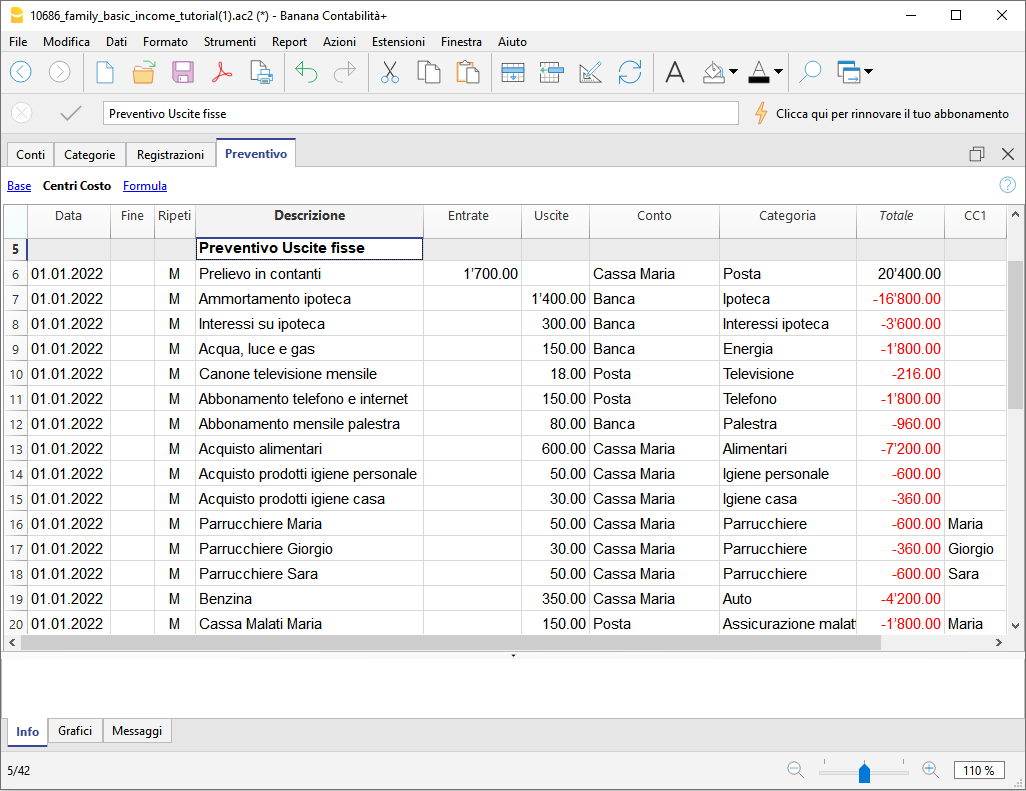 10686_family_basic_income_tutorial(1).ac2 (*) - Banana Contabilità+
File Modifica Dati Formato Strumenti Report Azioni Estensioni Finestra Aiuto
Preventivo Uscite fisse Clicca qui per rinnovare il tuo abbonamento
Conti Categorie Registrazioni Preventivo
Base Centri Costo Formula
Data Fine Ripeti Descrizione Entrate Uscite Conto Categoria Totale CC1
5 Preventivo Uscite fisse
6 01.01.2022 M Prelievo in contanti 1'700.00 Cassa Maria Posta 20'400.00
7 01.01.2022 M Ammortamento ipoteca 1'400.00 Banca Ipoteca -16'800.00
8 01.01.2022 M Interessi su ipoteca 300.00 Banca Interessi ipoteca -3'600.00
9 01.01.2022 M Acqua, luce e gas 150.00 Banca Energia -1'800.00
10 01.01.2022 M Canone televisione mensile 18.00 Posta Televisione -216.00
11 01.01.2022 M Abbonamento telefono e internet 150.00 Posta Telefono -1'800.00
12 01.01.2022 M Abbonamento mensile palestra 80.00 Banca Palestra -960.00
13 01.01.2022 M Acquisto alimentari 600.00 Cassa Maria Alimentari -7'200.00
14 01.01.2022 M Acquisto prodotti igiene personale 50.00 Cassa Maria Igiene personale -600.00
15 01.01.2022 M Acquisto prodotti igiene casa 30.00 Cassa Maria Igiene casa -360.00
16 01.01.2022 M Parrucchiere Maria 50.00 Cassa Maria Parrucchiere -600.00 Maria
17 01.01.2022 M Parrucchiere Giorgio 30.00 Cassa Maria Parrucchiere -360.00 Giorgio
18 01.01.2022 M Parrucchiere Sara 50.00 Cassa Maria Parrucchiere -600.00 Sara
19 01.01.2022 M Benzina 350.00 Cassa Maria Auto -4'200.00
20 01.01.2022 M Cassa Malati Maria 150.00 Posta Assicurazione malat -1'800.00 Maria
Info Grafici Messaggi
5/42 110 %